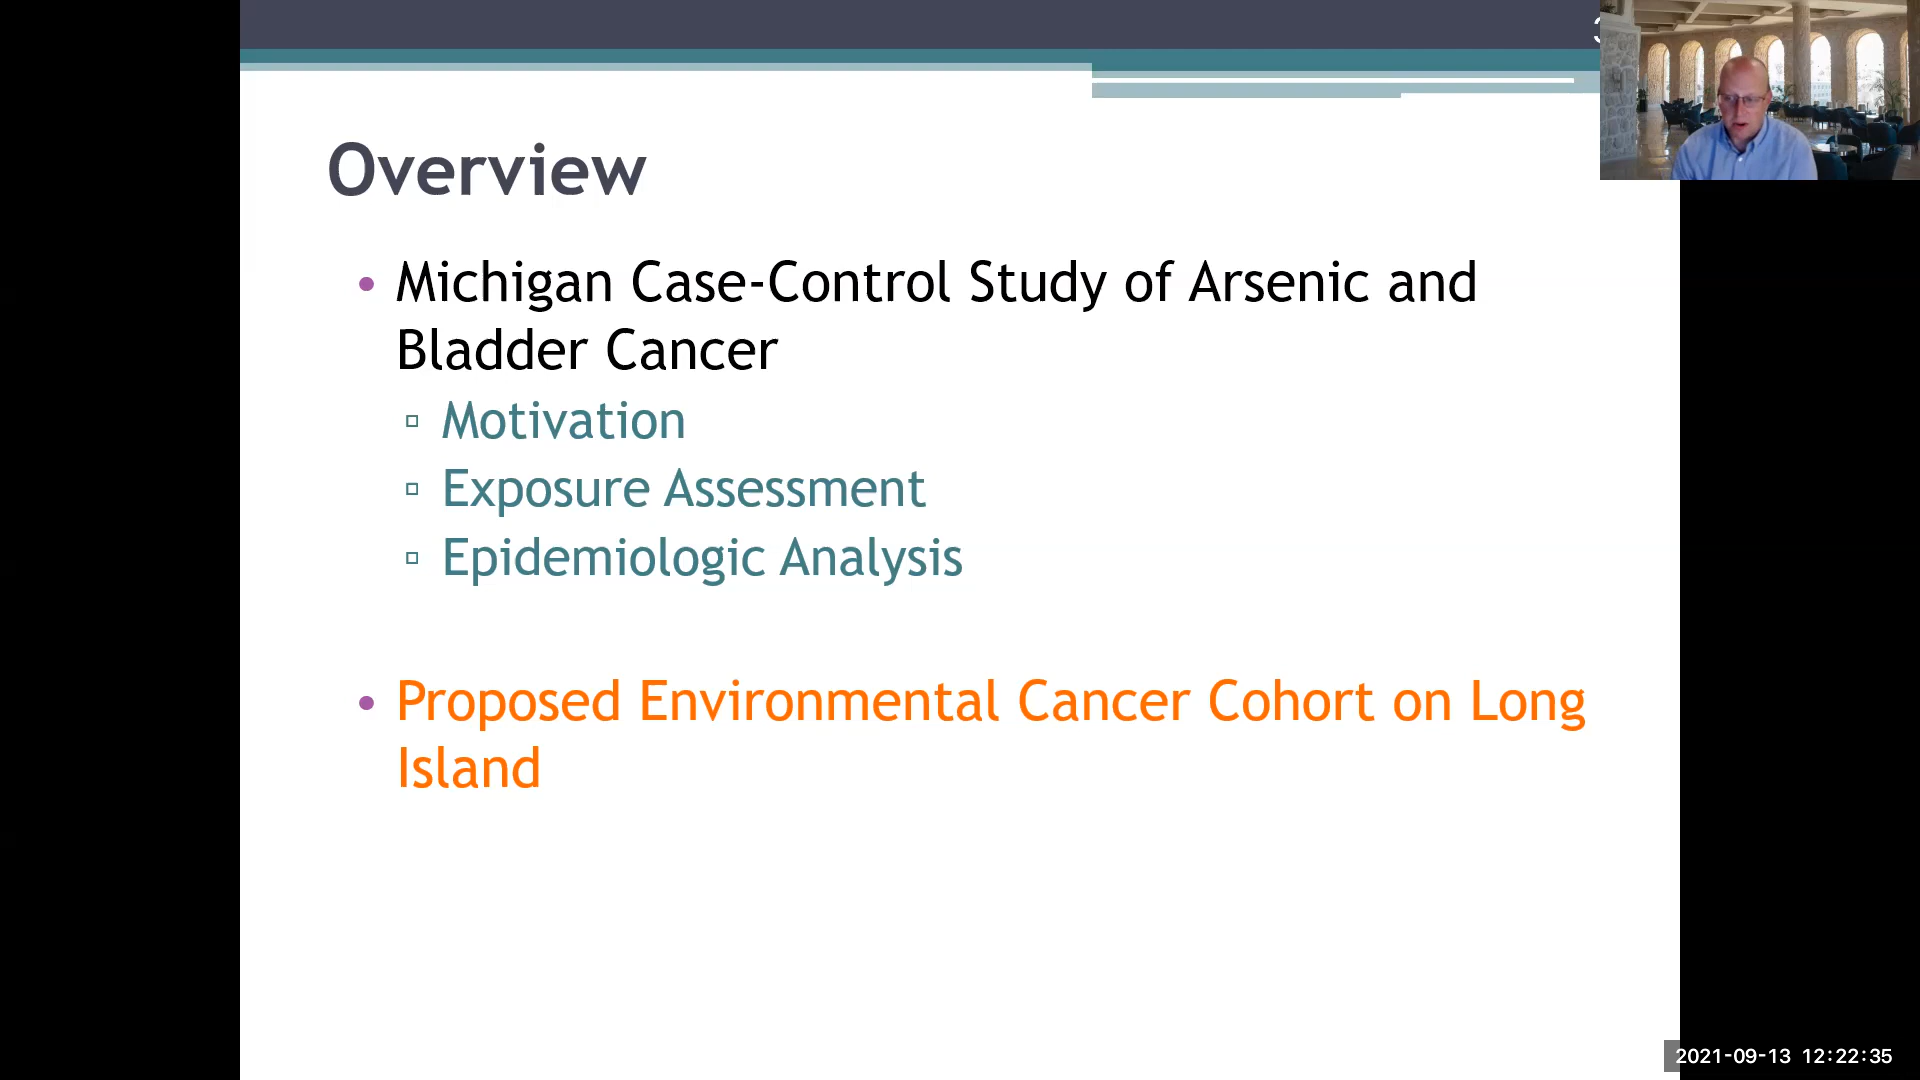 Overview
• Michigan Case-Control Study of Arsenic and
Bladder Cancer
▫ Motivation
▫ Exposure Assessment
▫ Epidemiologic Analysis
• Proposed Environmental Cancer Cohort on Long
Island
2021-09-13 12:22:35